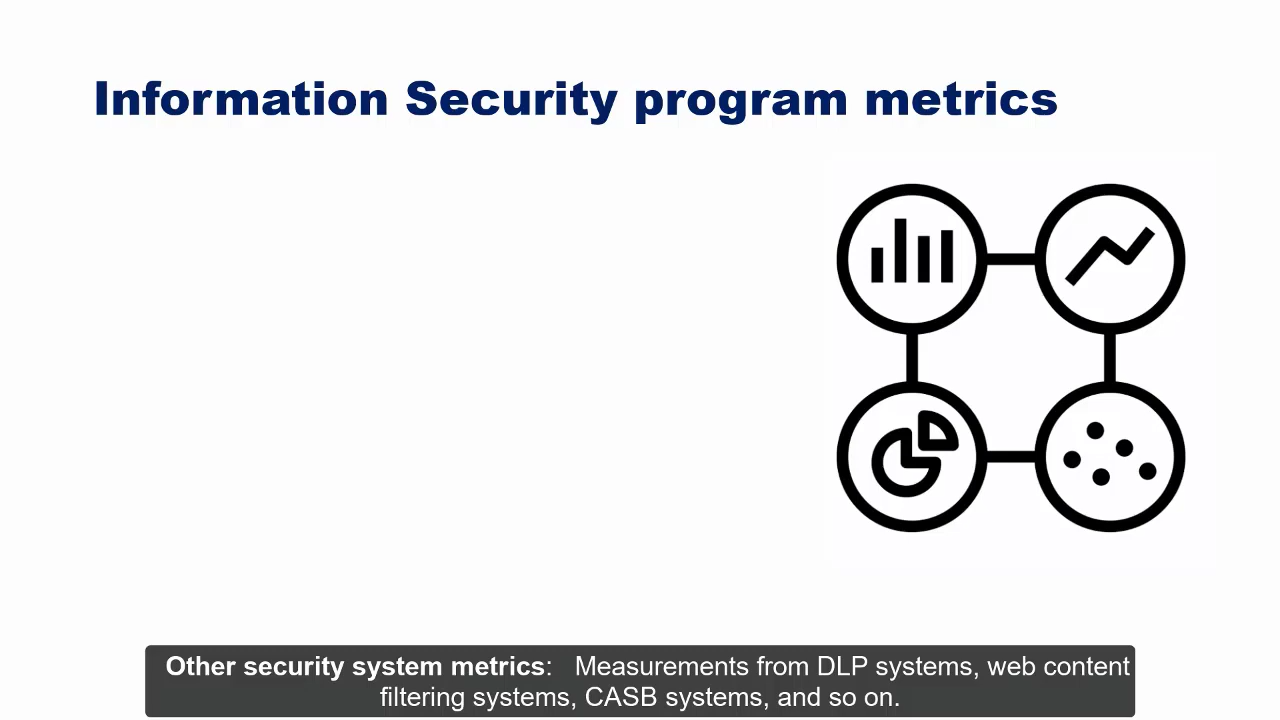 Information Security program metrics
Other security system metrics:   Measurements from DLP systems, web content
filtering systems, CASB systems, and so on.